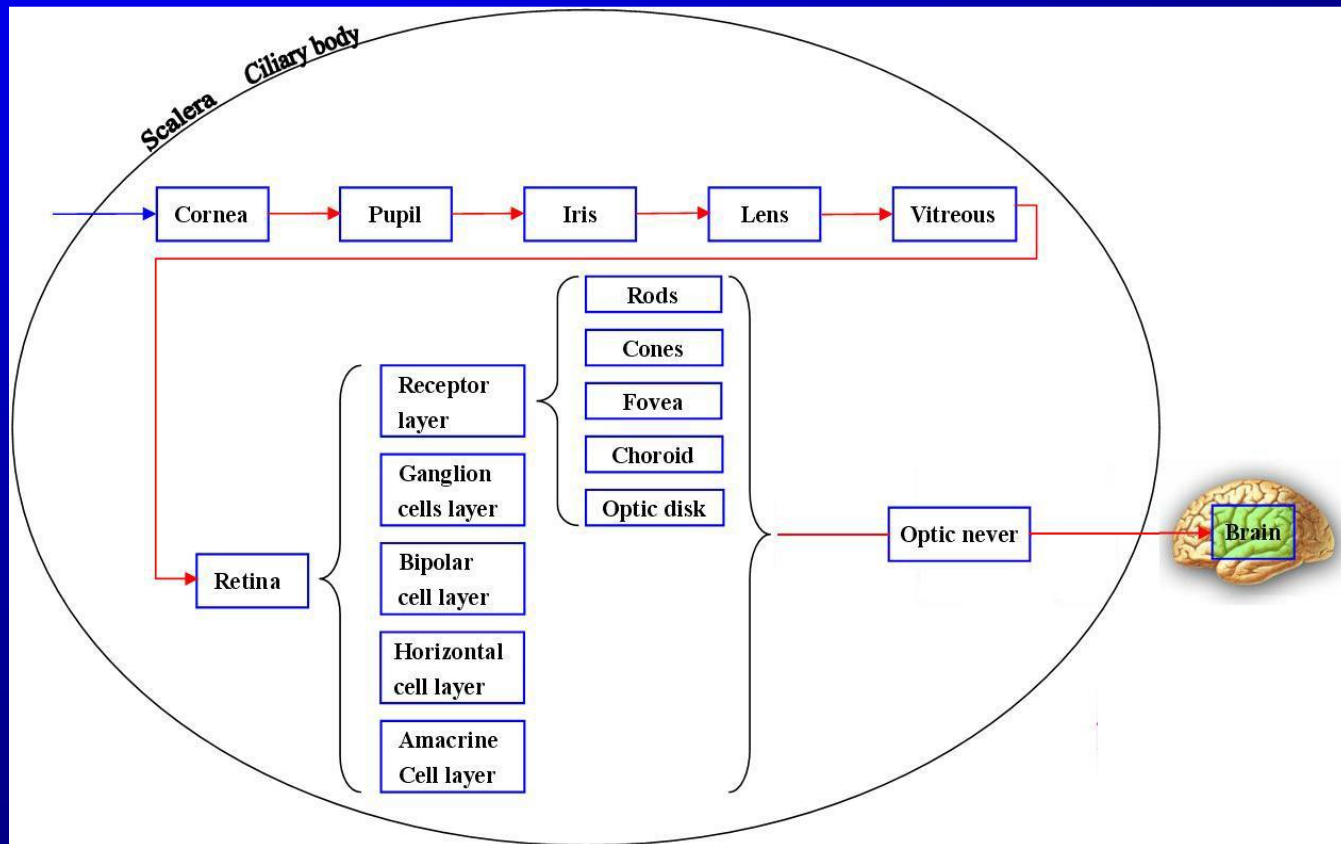 Ciliary body
Scalera
Cornea
Pupil
Iris
Lens
Vitreous
Rods
Cones
Fovea
Choroid
Optic disk
Receptor
layer
Ganglion
cells layer
Bipolar
cell layer
Horizontal
cell layer
Amacrine
Cell layer
Retina
Optic never
Brain